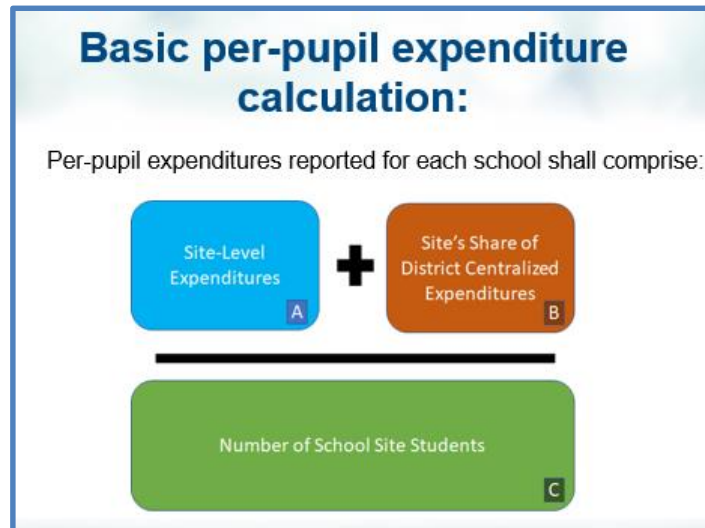 Basic per-pupil expenditure
calculation:
Per-pupil expenditures reported for each school shall comprise:
Site-Level
Expenditures
A
+
Site's Share of
District Centralized
Expenditures
B
Number of School Site Students
C